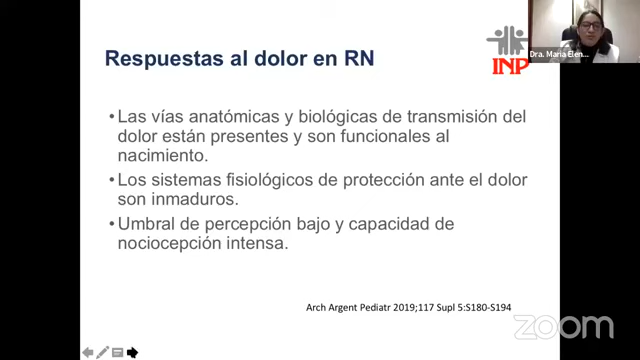 Respuestas al dolor en RN
INP
Dra. Maria Elen...
•Las vías anatómicas y biológicas de transmisión del
dolor están presentes y son funcionales al
nacimiento.
•Los sistemas fisiológicos de protección ante el dolor
son inmaduros.
•Umbral de percepción bajo y capacidad de
nociocepción intensa.
Arch Argent Pediatr 2019;117 Supl 5:S180-S194
zoom